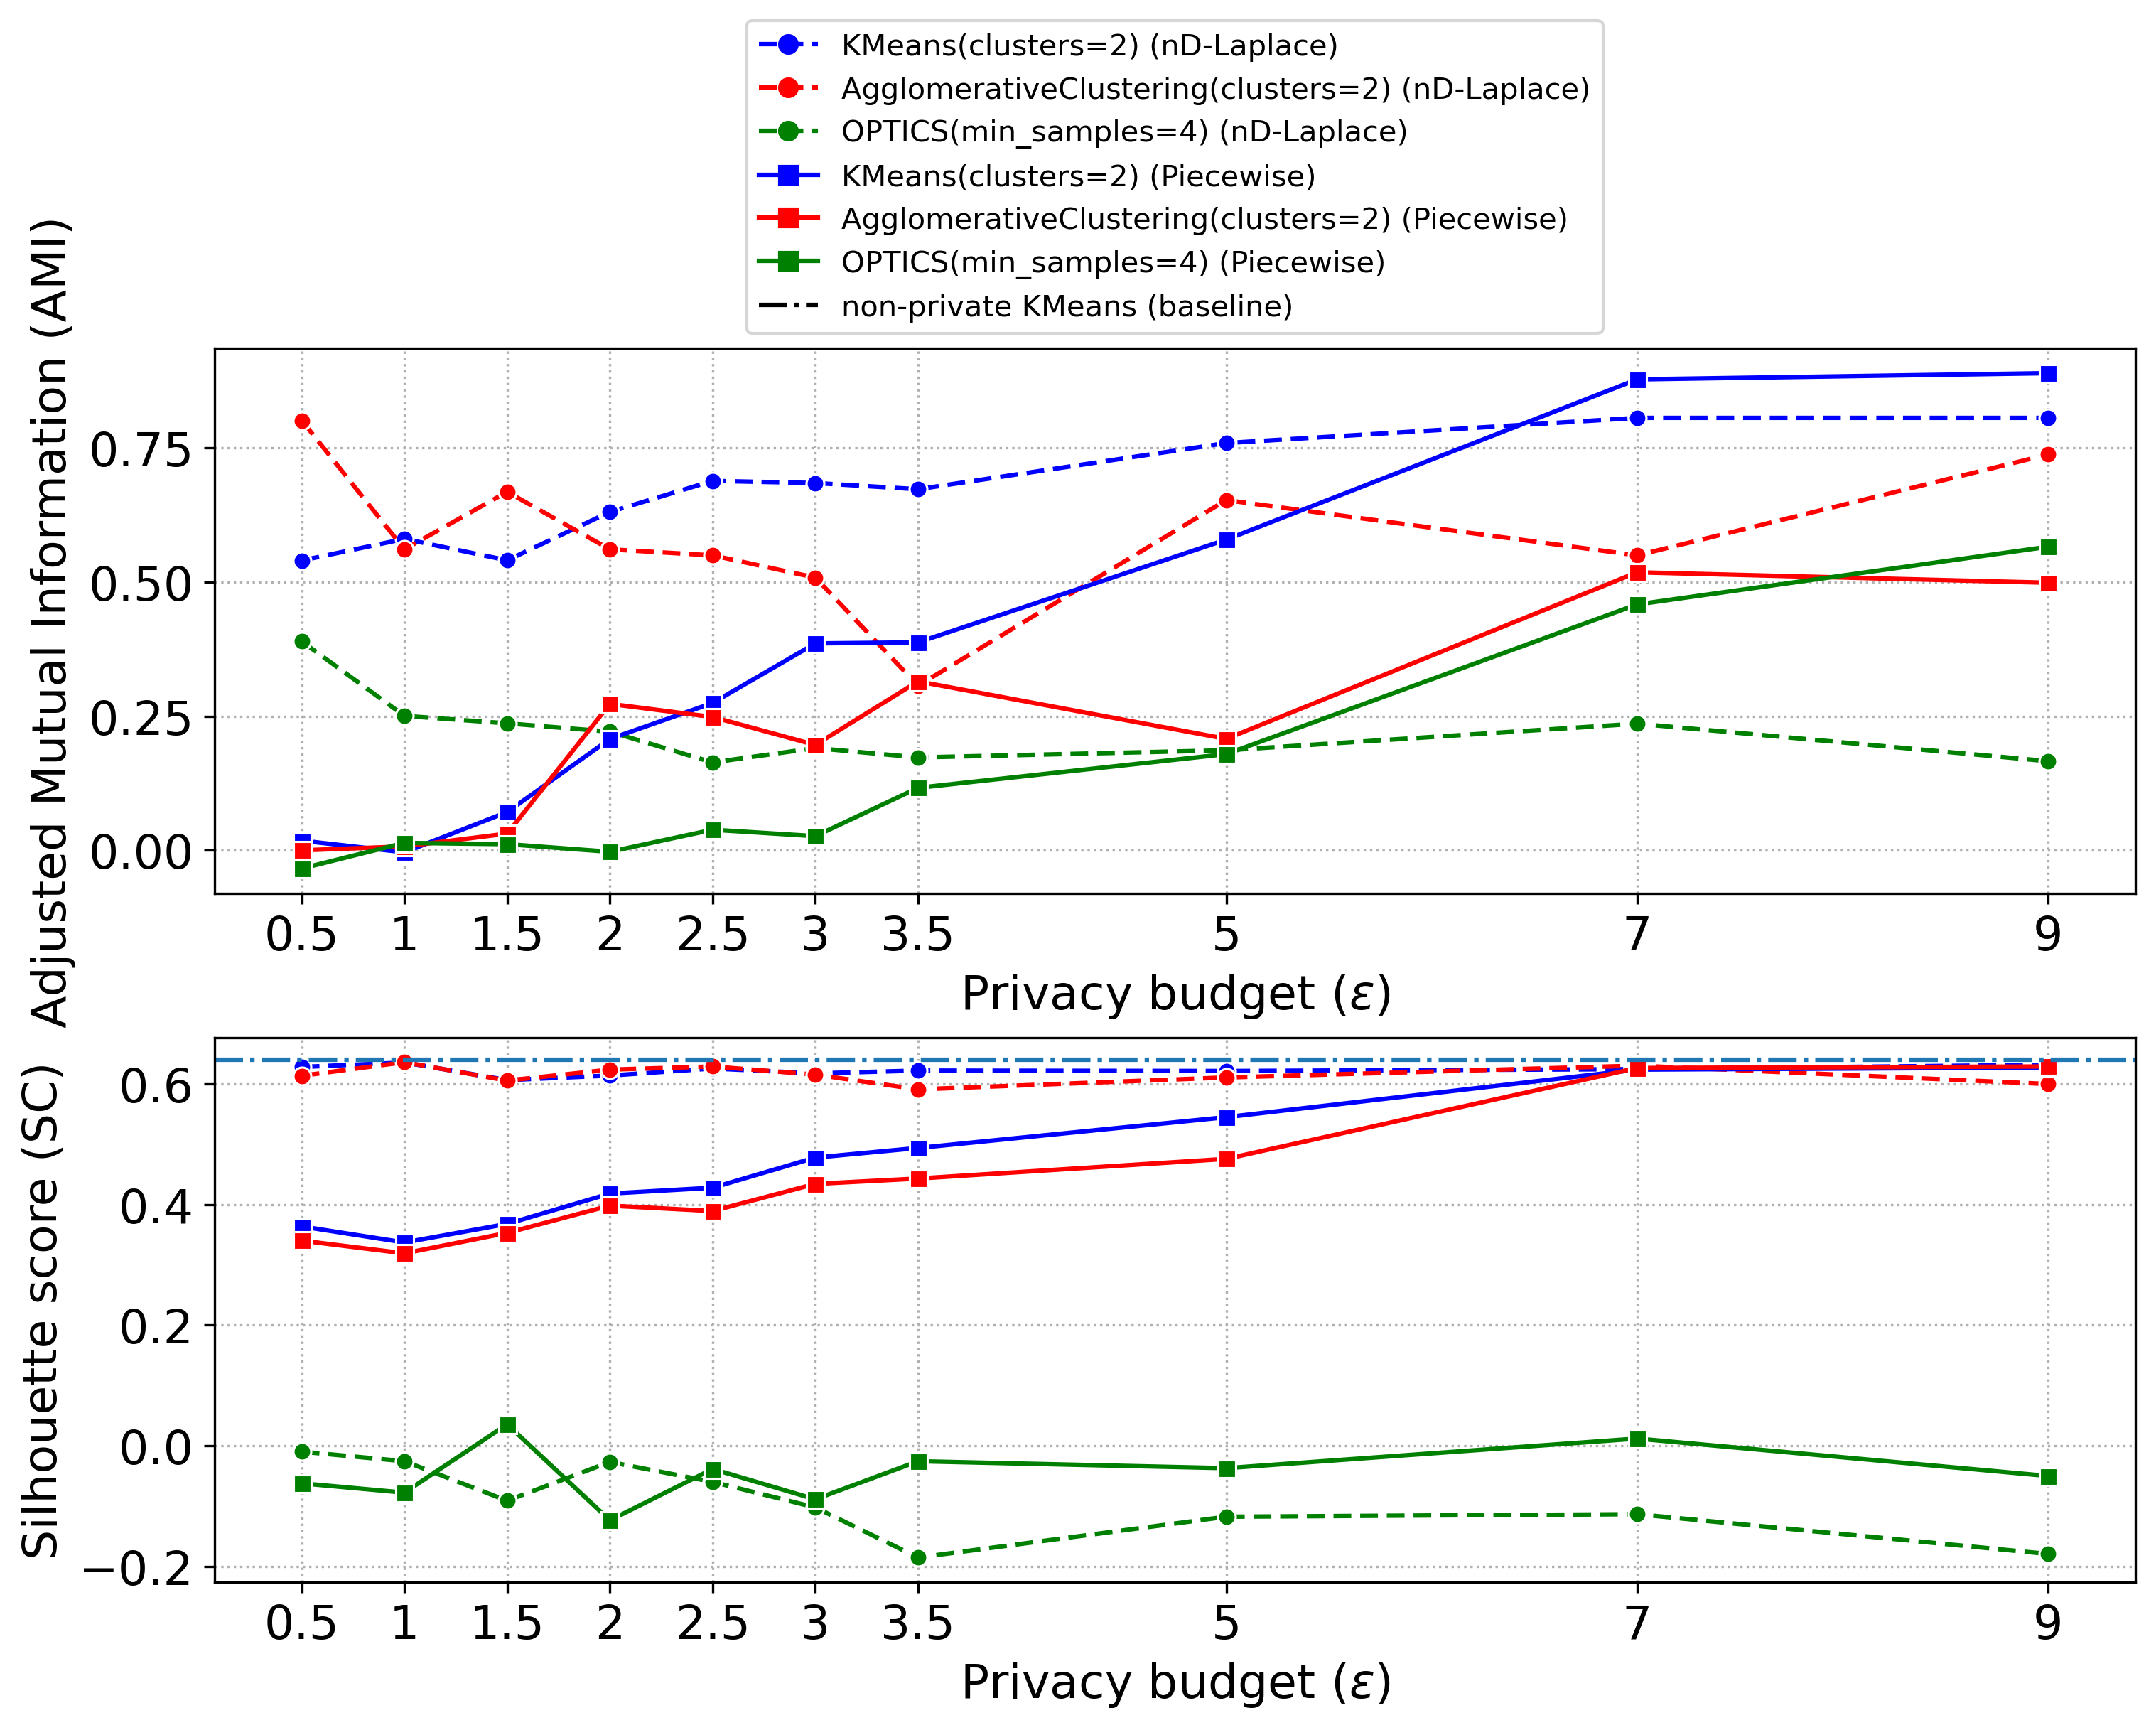 KMeans(clusters=2) (nD-Laplace)
AgglomerativeClustering(clusters=2) (nD-Laplace)
OPTICS(min_samples=4) (nD-Laplace)
KMeans(clusters=2) (Piecewise)
AgglomerativeClustering(clusters=2) (Piecewise)
OPTICS(min_samples=4) (Piecewise)
non-private KMeans (baseline)
Adjusted Mutual Information (AMI)
0.75
0.50
0.25
0.00
0.5 1 1.5 2 2.5 3 3.5 5 7 9
Privacy budget (ε)
Silhouette score (SC)
0.6
0.4
0.2
0.0
−0.2
0.5 1 1.5 2 2.5 3 3.5 5 7 9
Privacy budget (ε)